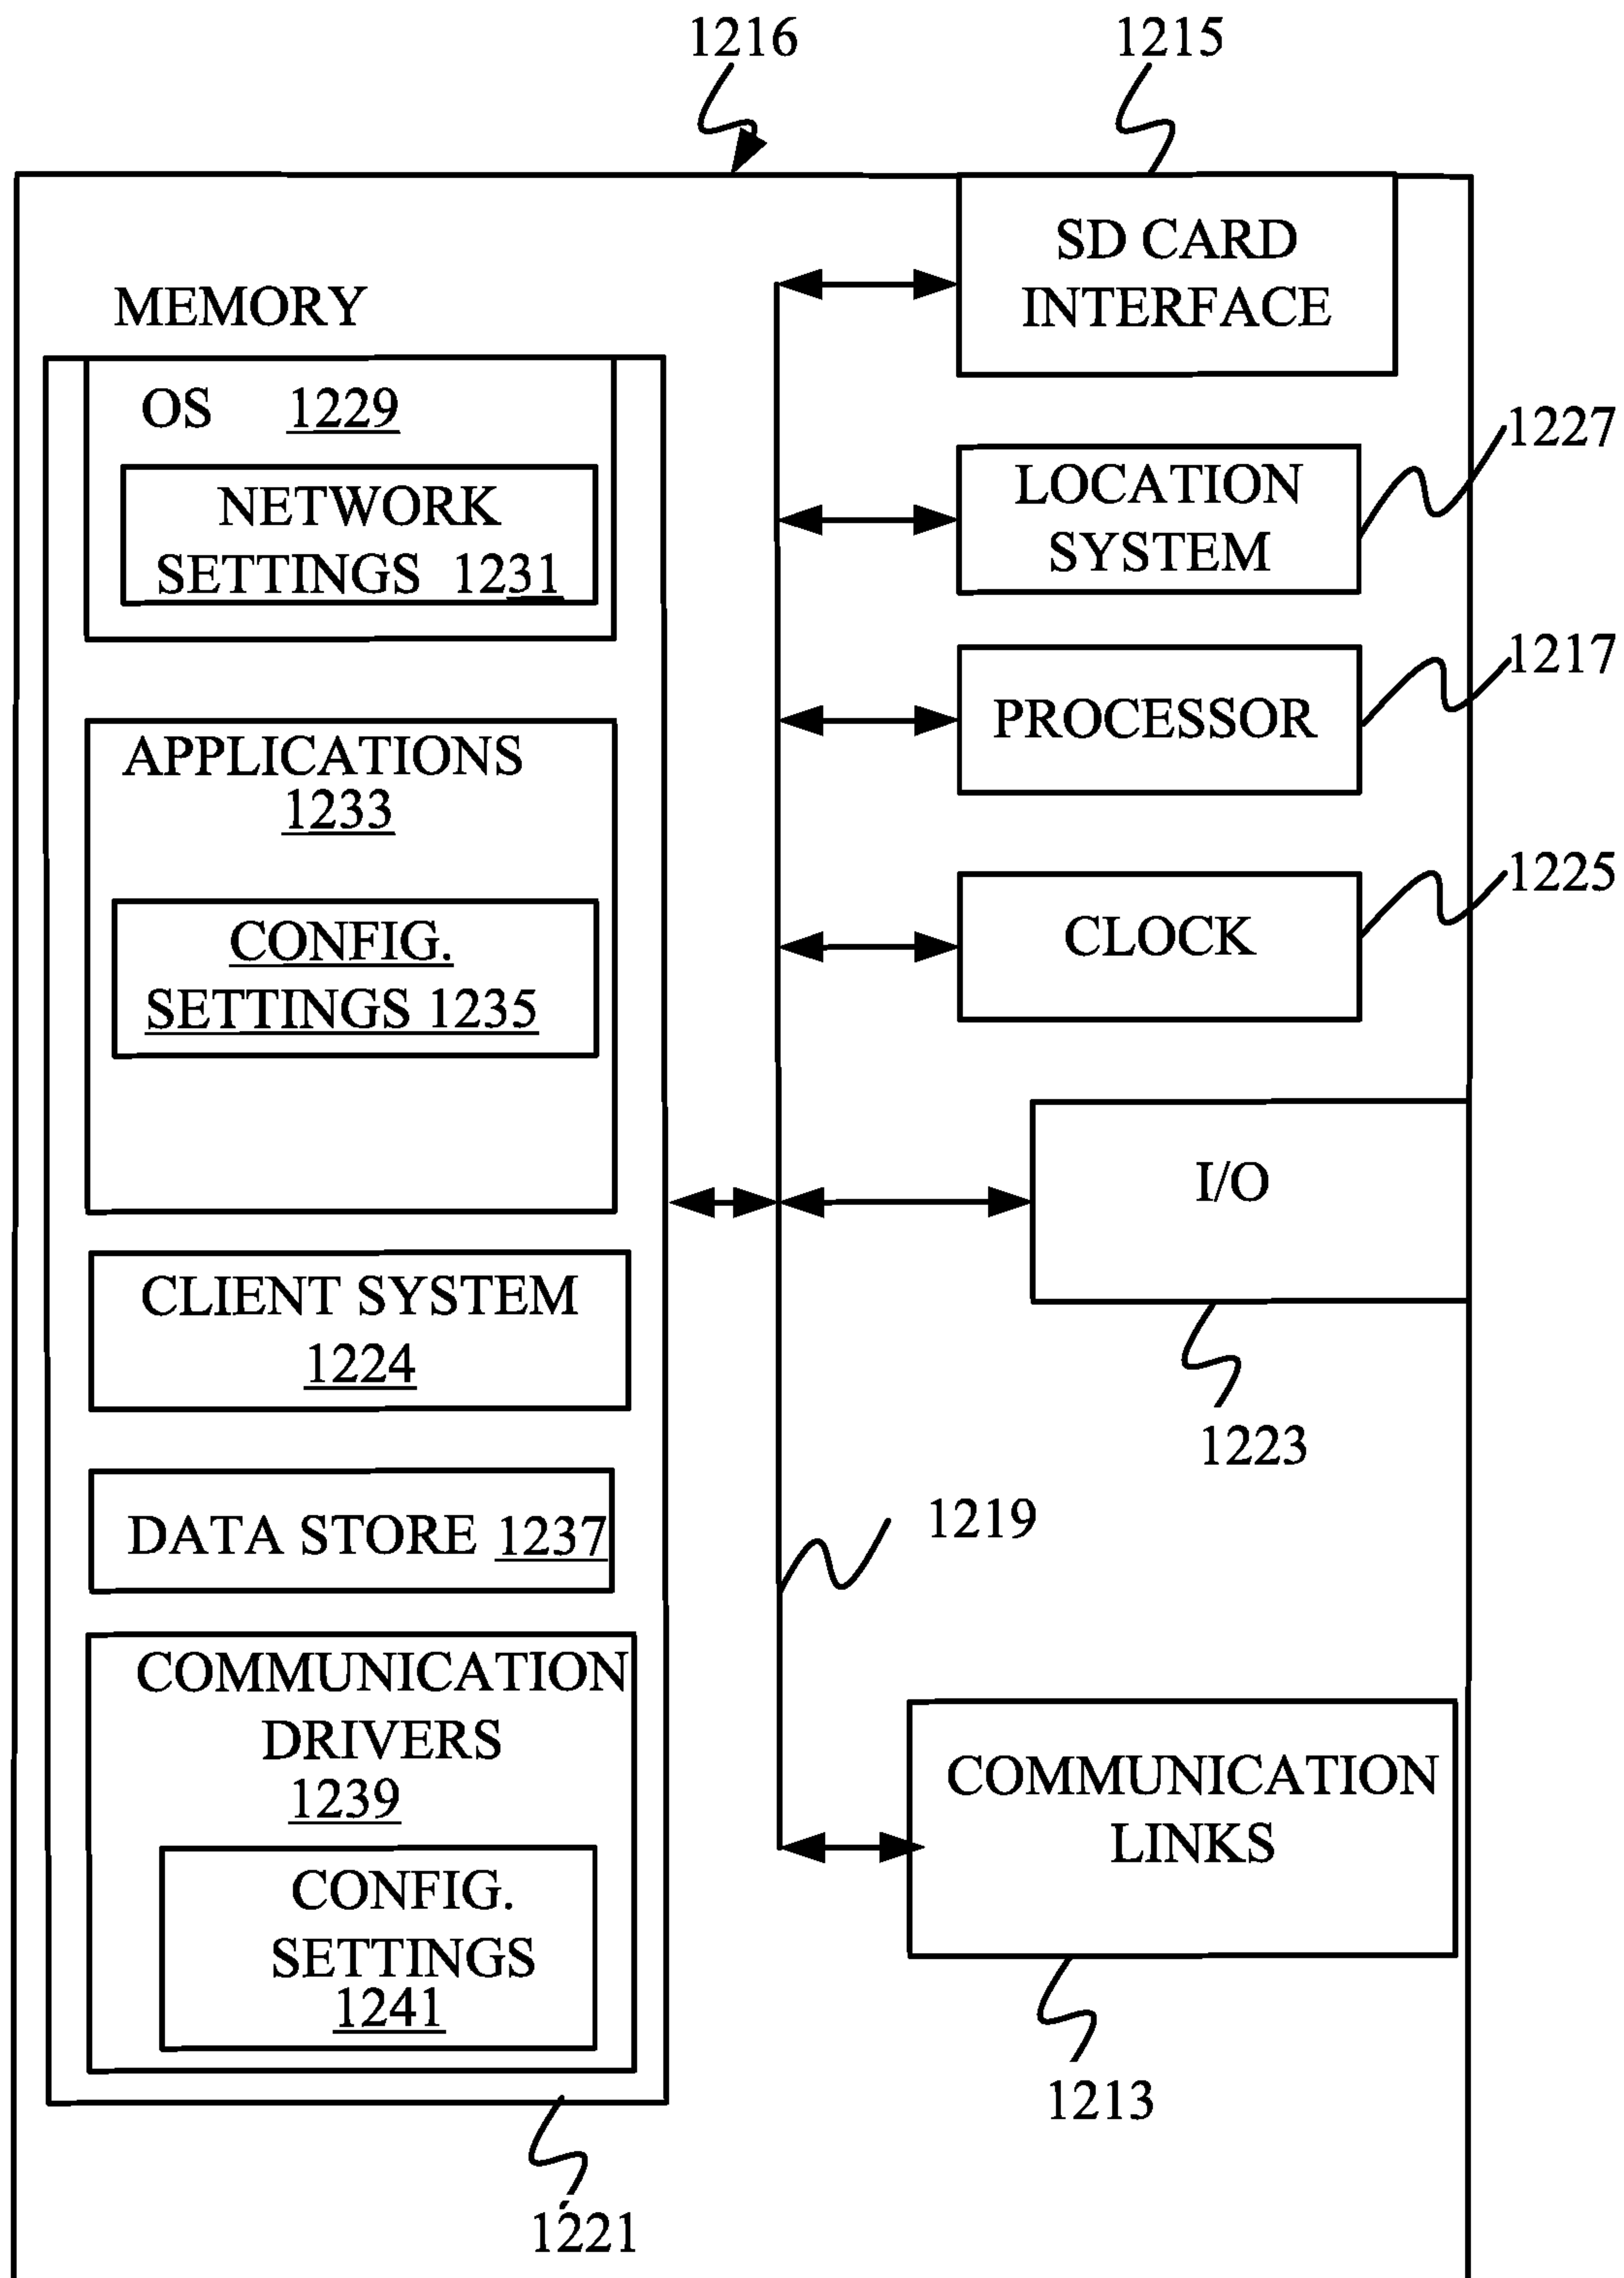 1216
1215
SD CARD
INTERFACE
MEMORY
OS 1229
NETWORK
SETTINGS 1231
1227
LOCATION
SYSTEM
1217
PROCESSOR
APPLICATIONS
1233
1225
CLOCK
CONFIG.
SETTINGS 1235
I/O
1223
CLIENT SYSTEM
1224
DATA STORE 1237
1219
COMMUNICATION
DRIVERS
1239
CONFIG.
SETTINGS
1241
COMMUNICATION
LINKS
1213
1221